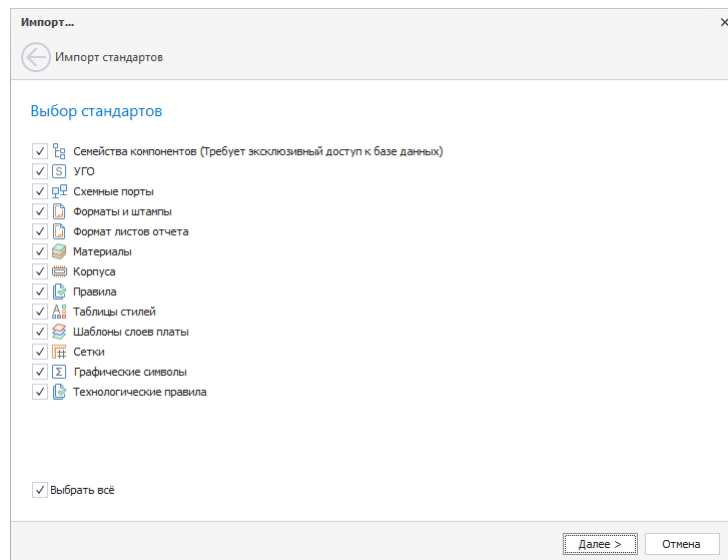 Импорт...
Импорт стандартов
Выбор стандартов
Семейства компонентов (Требует эксклюзивный доступ к базе данных)
УГО
Схемные порты
Форматы и штампы
Формат листов отчета
Материалы
Корпуса
Правила
Таблицы стилей
Шаблоны слоев платы
Сетки
Графические символы
Технологические правила
Выбрать всё
Далее >
Отмена